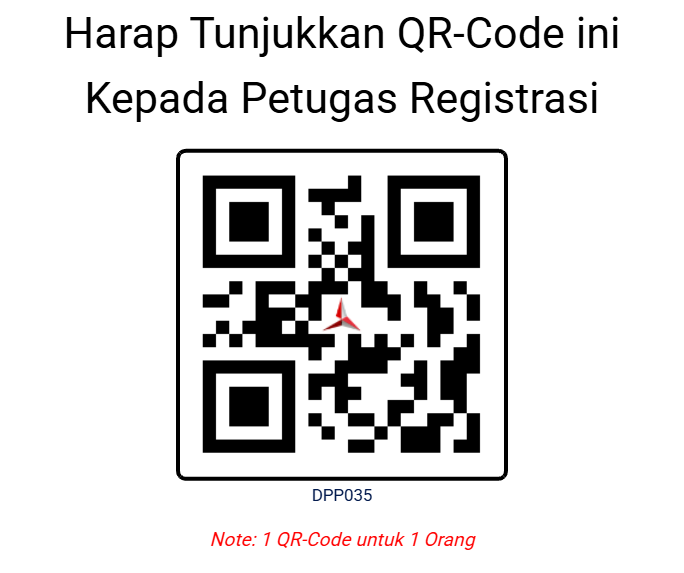 Harap Tunjukkan QR-Code ini
Kepada Petugas Registrasi
DPP035
Note: 1 QR-Code untuk 1 Orang